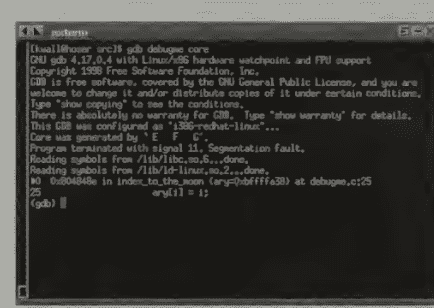 [kwall@hoser src]$ gdb debugme core
GNU gdb 4.17.0.4 with Linux/x86 hardware watchpoint and FPU support
Copyright 1998 Free Software Foundation, Inc.
GDB is free software, covered by the GNU General Public License, and you are
welcome to change it and/or distribute copies of it under certain conditions.
Type "show copying" to see the conditions.
There is absolutely no warranty for GDB.  Type "show warranty" for details.
This GDB was configured as "i386-redhat-linux"...
Core was generated by `E   F   G'.
Program terminated with signal 11, Segmentation fault.
Reading symbols from /lib/libc.so.6...done.
Reading symbols from /lib/ld-linux.so.2...done.
#0  0x804848e in index_to_the_moon (ary=0xbffffa38) at debugme.c:25
25                      ary[i] = i;
(gdb)